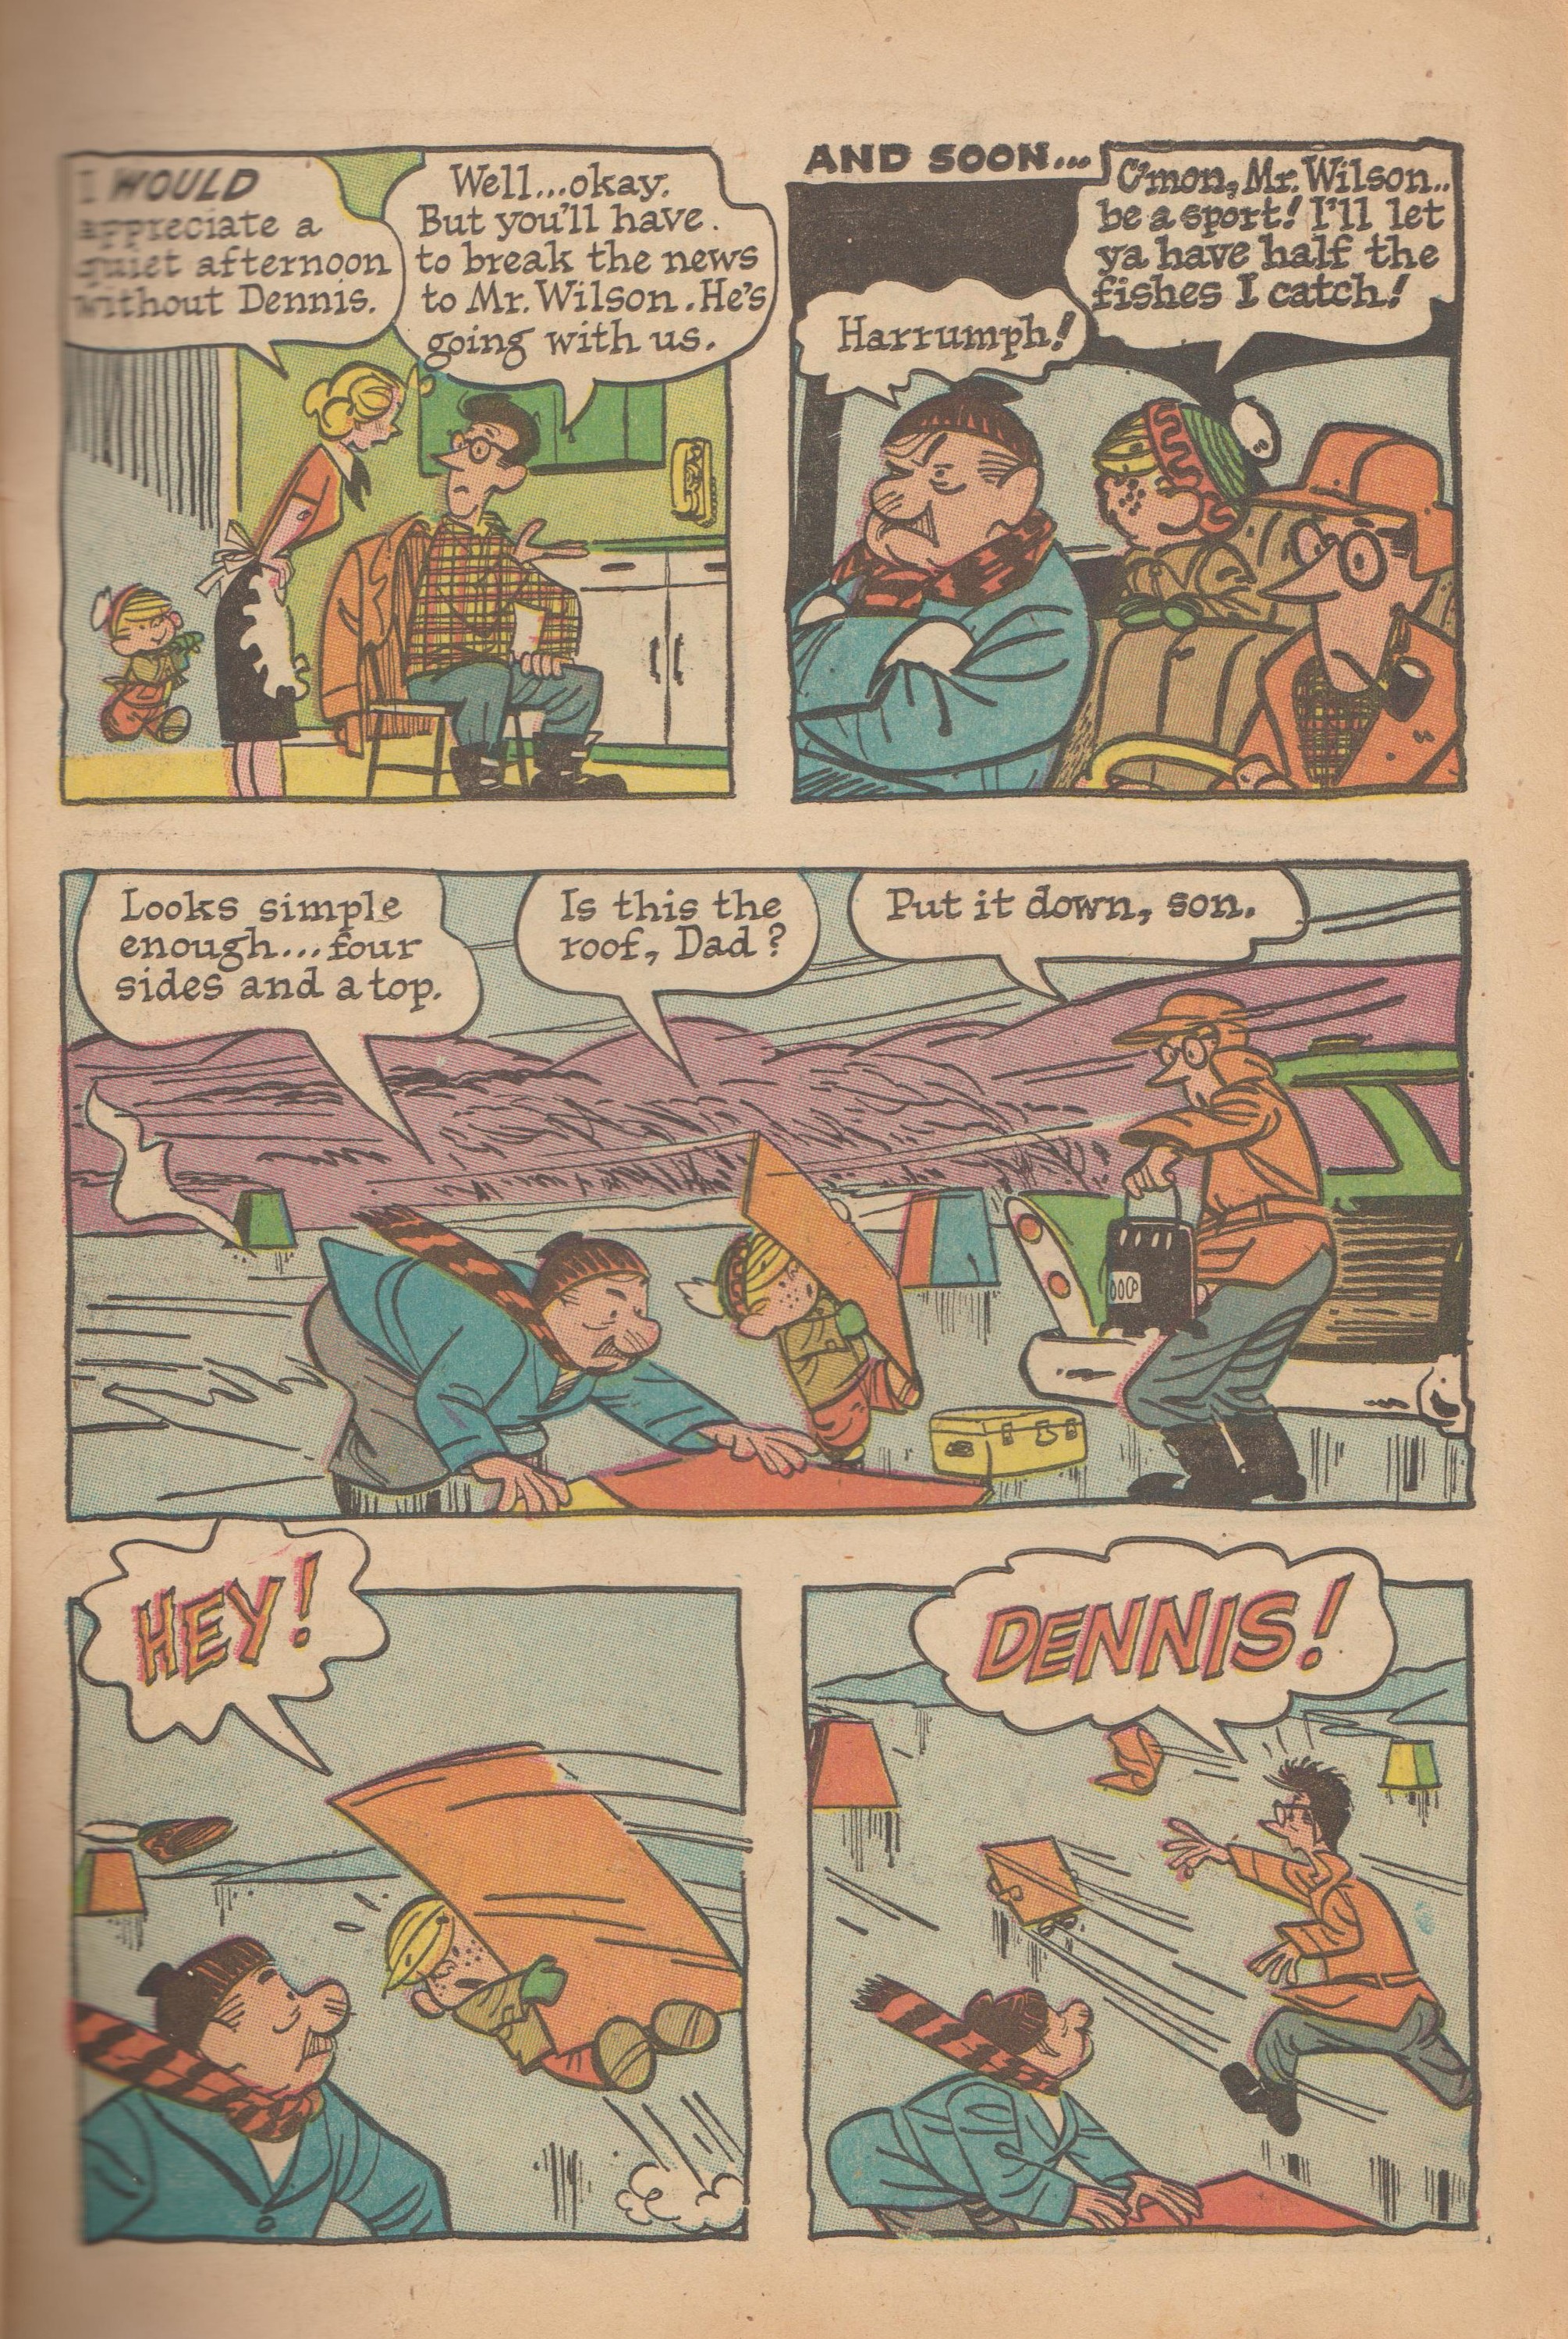 I WOULD
appreciate a
quiet afternoon
without Dennis.
Well...okay.
But you'll have
to break the news
to Mr. Wilson. He's
going with us.
AND SOON...
Harrumph!
C'mon, Mr. Wilson..
be a sport! I'll let
ya have half the
fishes I catch!
Looks simple
enough...four
sides and a top.
Is this the
roof, Dad?
Put it down, son.
HEY!
DENNIS!